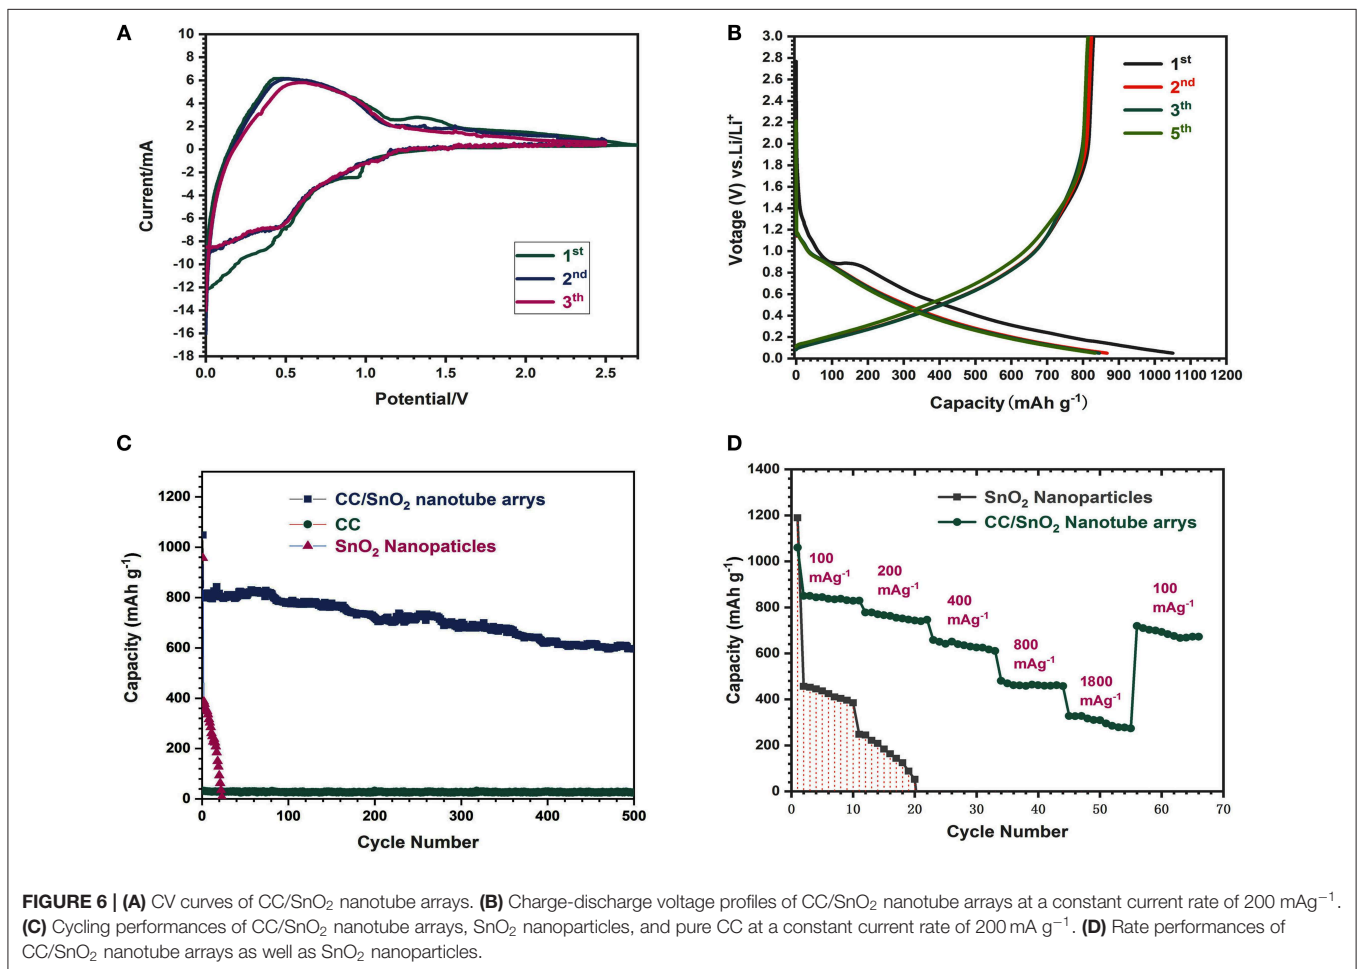 A
10
8
6
4
2
0
-2
-4
-6
-8
-10
-12
-14
-16
-18
Current/mA
0.0 0.5 1.0 1.5 2.0 2.5
Potential/V
1st
2nd
3th
B
3.0
2.8
2.6
2.4
2.2
2.0
1.8
1.6
1.4
1.2
1.0
0.8
0.6
0.4
0.2
0.0
Votage (V) vs.Li/Li+
0 100 200 300 400 500 600 700 800 900 1000 1100 1200
Capacity (mAh g-1)
1st
2nd
3th
5th
C
1200
1000
800
600
400
200
0
Capacity (mAh g-1)
0 100 200 300 400 500
Cycle Number
CC/SnO2 nanotube arrys
CC
SnO2 Nanopaticles
D
1400
1200
1000
800
600
400
200
0
Capacity (mAh g-1)
0 10 20 30 40 50 60 70
Cycle Number
SnO2 Nanoparticles
CC/SnO2 Nanotube arrys
100
mAg-1
200
mAg-1
400
mAg-1
800
mAg-1
1800
mAg-1
100
mAg-1
FIGURE 6 | (A) CV curves of CC/SnO2 nanotube arrays. (B) Charge-discharge voltage profiles of CC/SnO2 nanotube arrays at a constant current rate of 200 mAg−1.
(C) Cycling performances of CC/SnO2 nanotube arrays, SnO2 nanoparticles, and pure CC at a constant current rate of 200 mA g−1. (D) Rate performances of
CC/SnO2 nanotube arrays as well as SnO2 nanoparticles.